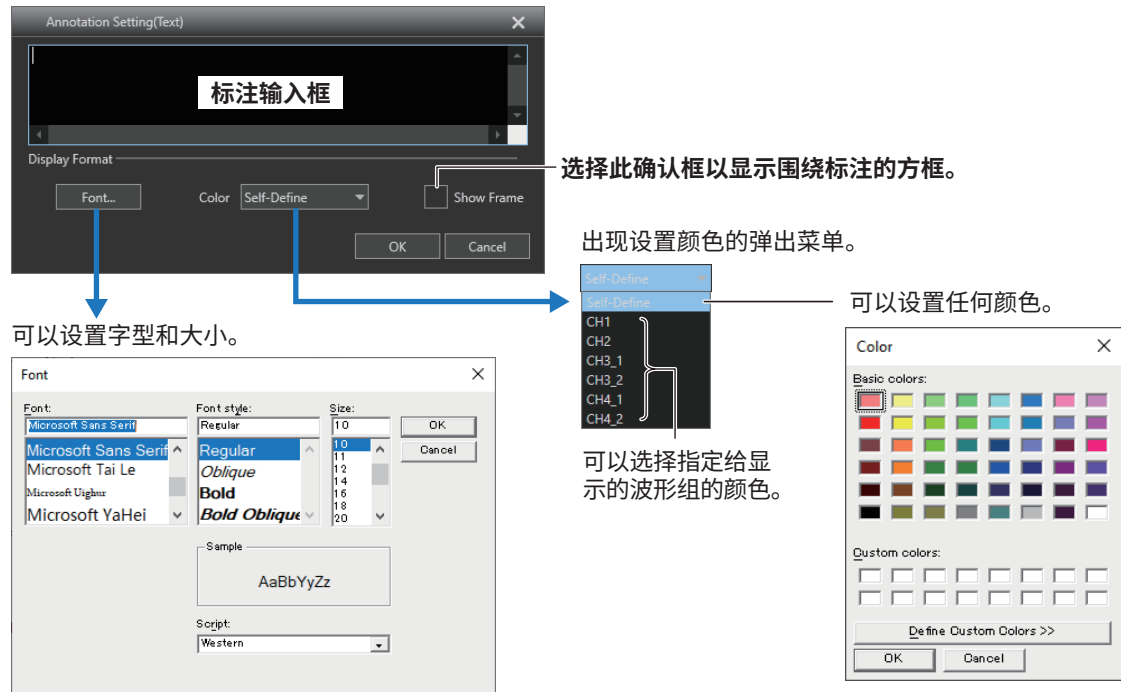 Annotation Setting(Text)
标注输入框
Display Format
选择此确认框以显示围绕标注的方框。
Font...
Color
Self-Define
Show Frame
OK
Cancel
出现设置颜色的弹出菜单。
Self-Define
Self-Define
CH1
CH2
CH3_1
CH3_2
CH4_1
CH4_2
可以选择指定给显
示的波形组的颜色。
可以设置任何颜色。
Color
Basic colors:
Custom colors:
Define Custom Colors >>
OK
Cancel
可以设置字型和大小。
Font
Font:
Microsoft Sans Serif
Microsoft Sans Serif
Microsoft Tai Le
Microsoft Uighur
Microsoft YaHei
Font style:
Regular
Regular
Oblique
Bold
Bold Oblique
Size:
10
10
11
12
14
16
18
20
OK
Cancel
Sample
AaBbYyZz
Script:
Western